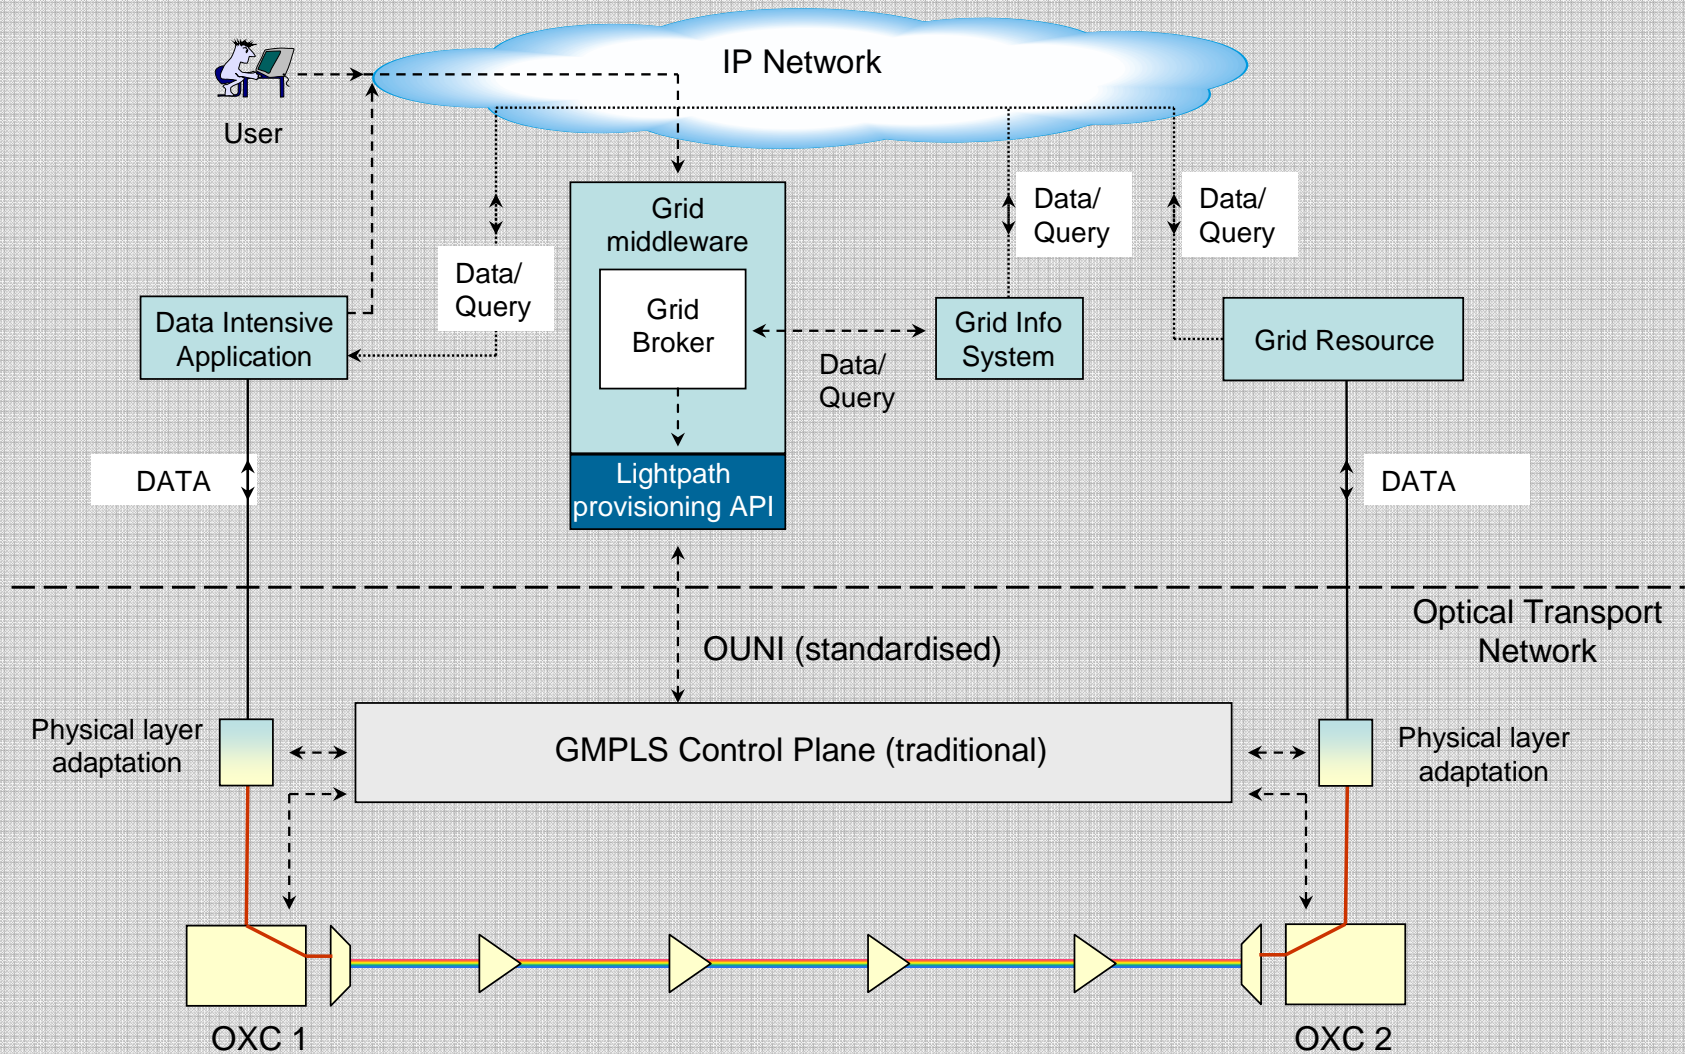 IP Network
User
Grid
middleware
Data/
Query
Data/
Query
Data/
Query
Data Intensive
Application
Grid
Broker
Grid Info
System
Grid Resource
Data/
Query
DATA
Lightpath
provisioning API
DATA
Optical Transport
Network
OUNI (standardised)
Physical layer
adaptation
GMPLS Control Plane (traditional)
Physical layer
adaptation
OXC 1
OXC 2